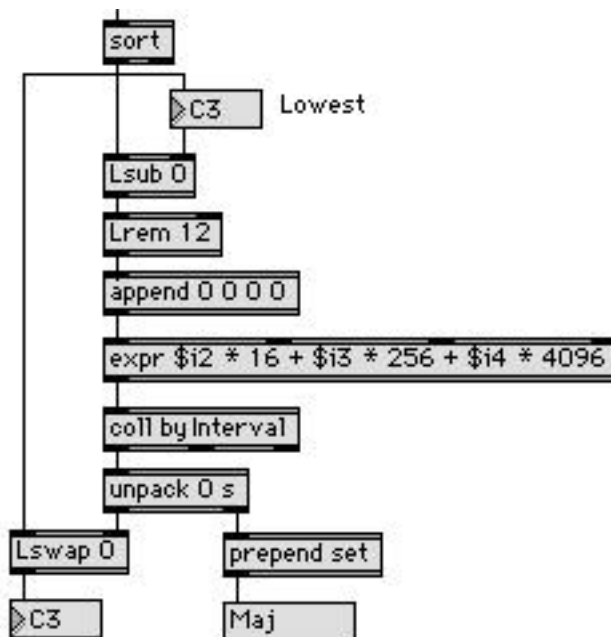 sort
C3 Lowest
Lsub 0
Lrem 12
append 0 0 0 0
expr $i2 * 16 + $i3 * 256 + $i4 * 4096
coll byInterval
unpack 0 s
Lswap 0 prepend set
C3 Maj